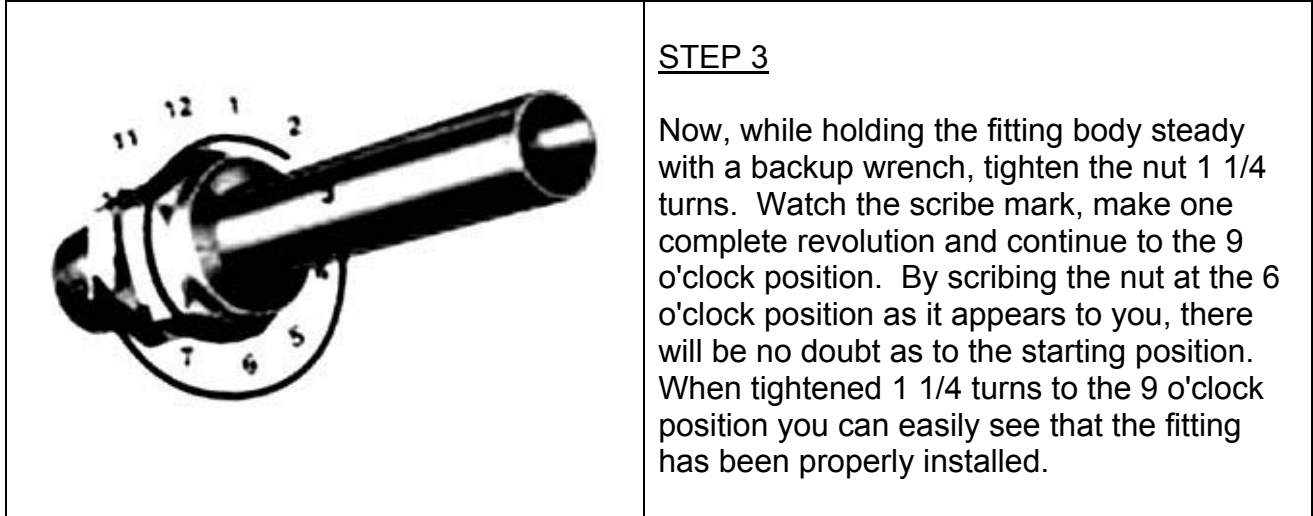 12 1
11 2
3
7 6 5
STEP 3
Now, while holding the fitting body steady
with a backup wrench, tighten the nut 1 1/4
turns. Watch the scribe mark, make one
complete revolution and continue to the 9
o'clock position. By scribing the nut at the 6
o'clock position as it appears to you, there
will be no doubt as to the starting position.
When tightened 1 1/4 turns to the 9 o'clock
position you can easily see that the fitting
has been properly installed.